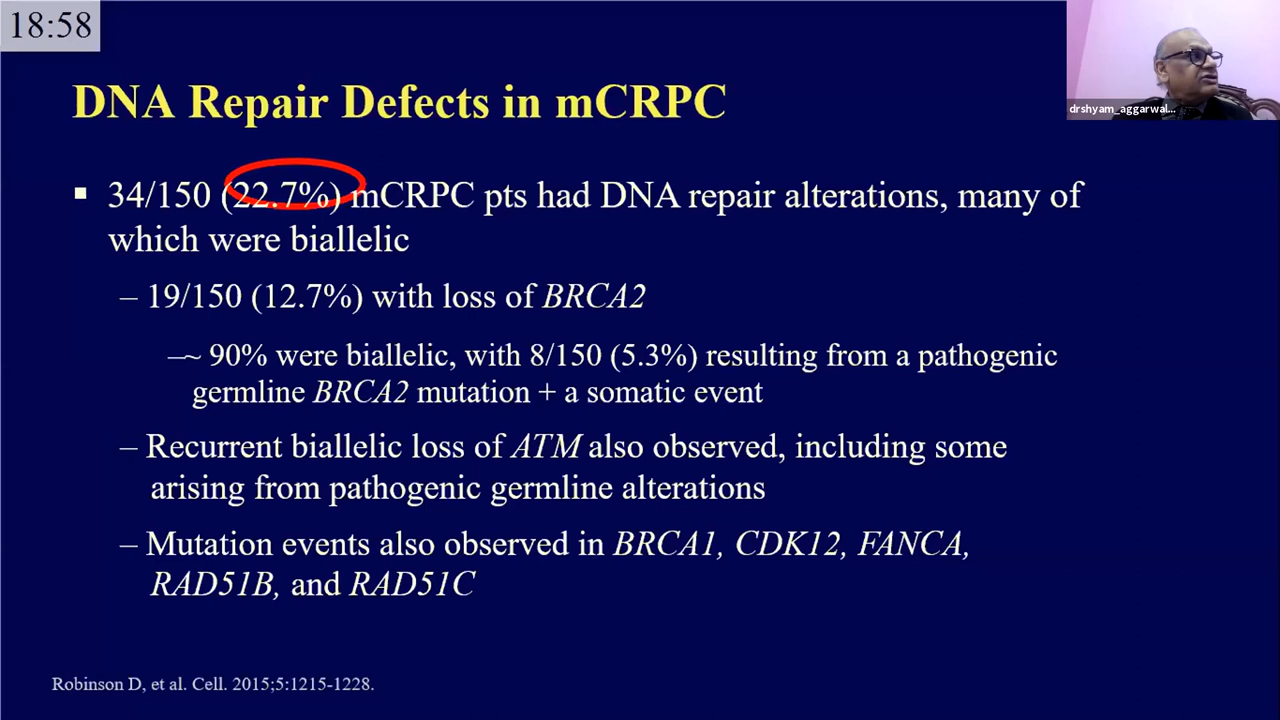 18:58
drshyam_aggarwal...
DNA Repair Defects in mCRPC
▪ 34/150 (22.7%) mCRPC pts had DNA repair alterations, many of
which were biallelic
– 19/150 (12.7%) with loss of BRCA2
–~ 90% were biallelic, with 8/150 (5.3%) resulting from a pathogenic
germline BRCA2 mutation + a somatic event
– Recurrent biallelic loss of ATM also observed, including some
arising from pathogenic germline alterations
– Mutation events also observed in BRCA1, CDK12, FANCA,
RAD51B, and RAD51C
Robinson D, et al. Cell. 2015;5:1215-1228.